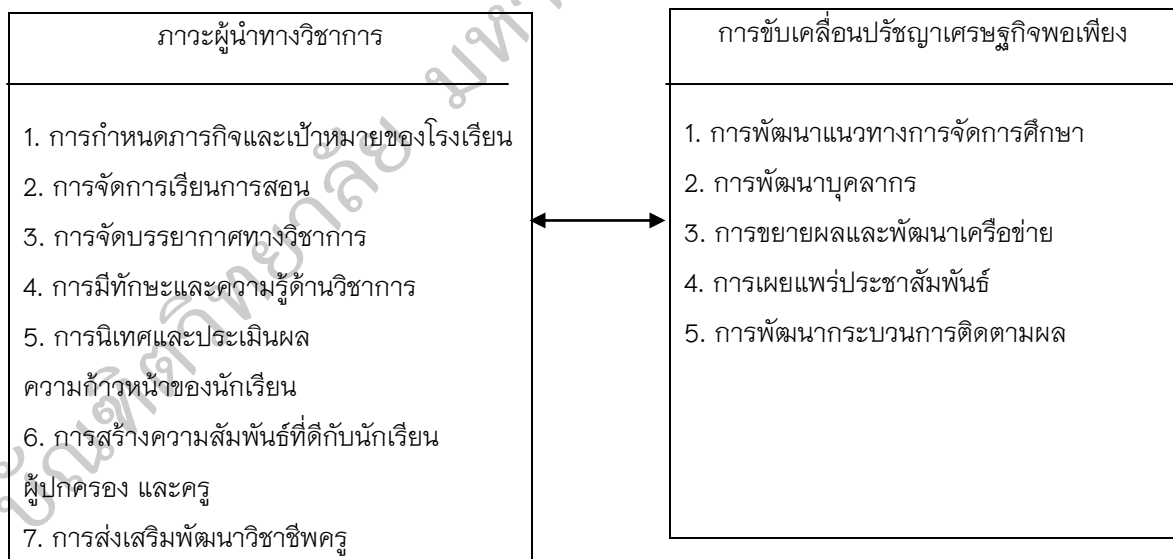 ภาวะผู้นำทางวิชาการ
1. การกำหนดภารกิจและเป้าหมายของโรงเรียน
2. การจัดการเรียนการสอน
3. การจัดบรรยากาศทางวิชาการ
4. การมีทักษะและความรู้ด้านวิชาการ
5. การนิเทศและประเมินผล
ความก้าวหน้าของนักเรียน
6. การสร้างความสัมพันธ์ที่ดีกับนักเรียน
ผู้ปกครอง และครู
7. การส่งเสริมพัฒนาวิชาชีพครู
การขับเคลื่อนปรัชญาเศรษฐกิจพอเพียง
1. การพัฒนาแนวทางการจัดการศึกษา
2. การพัฒนาบุคลากร
3. การขยายผลและพัฒนาเครือข่าย
4. การเผยแพร่ประชาสัมพันธ์
5. การพัฒนากระบวนการติดตามผล
บัณฑิตวิทยาลัย